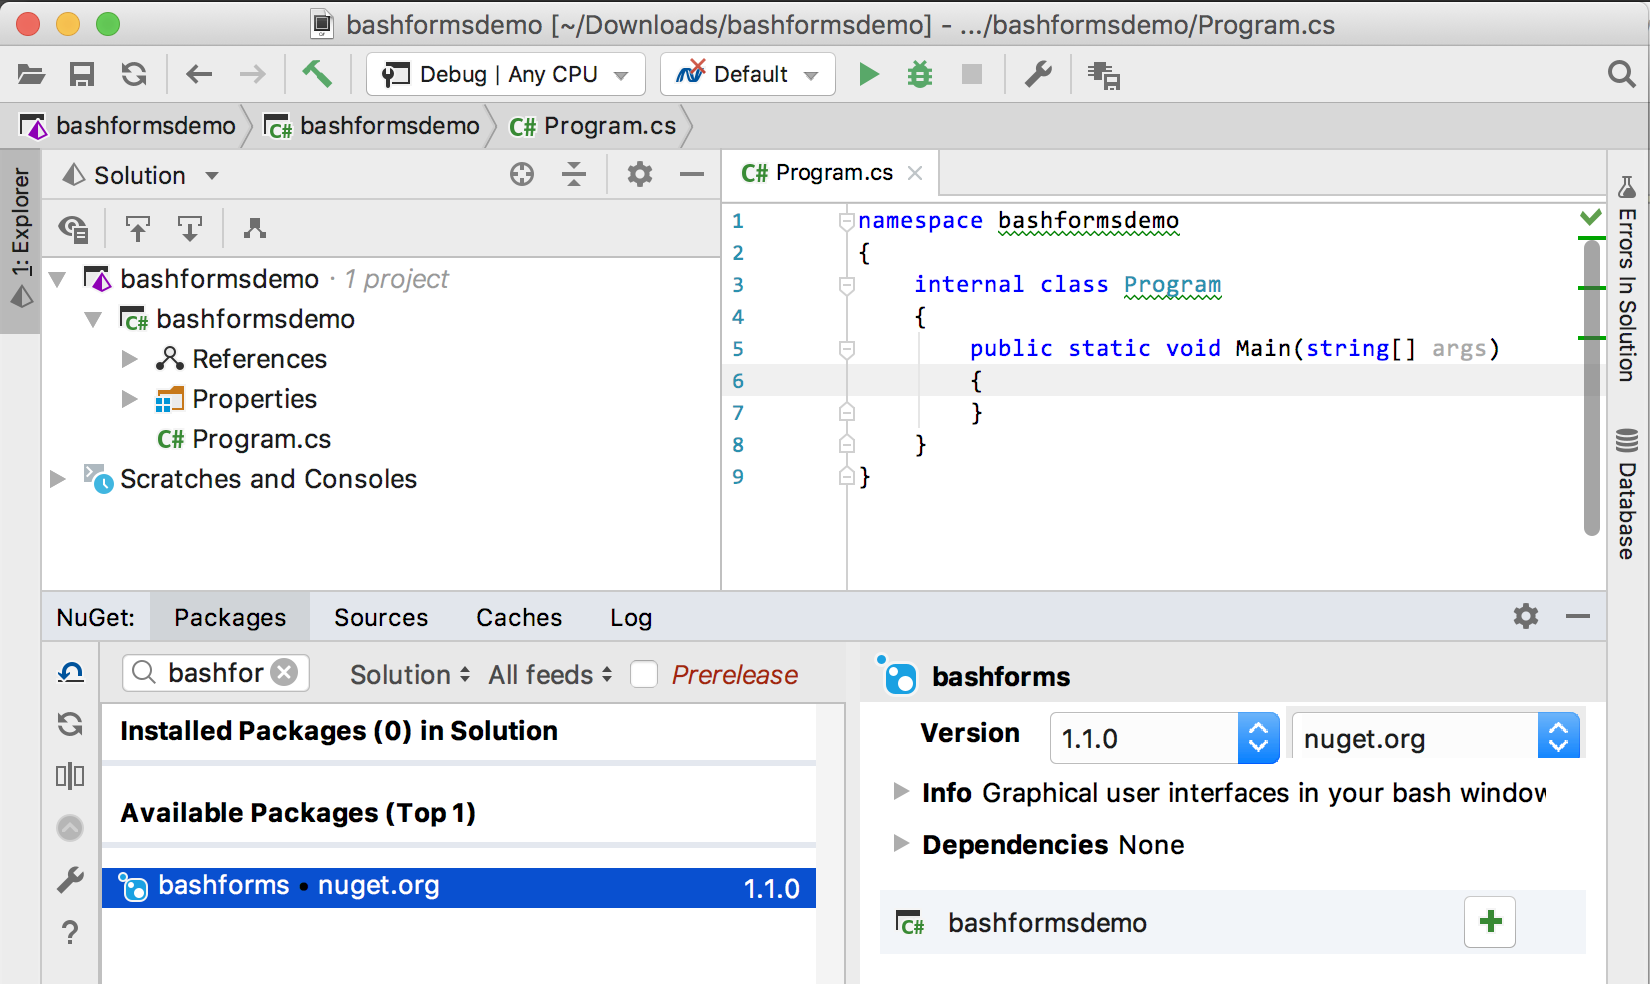 bashformsdemo [~/Downloads/bashformsdemo] - .../bashformsdemo/Program.cs
Debug | Any CPU
Default
bashformsdemo
C# bashformsdemo
C# Program.cs
1: Explorer
Solution
bashformsdemo · 1 project
C# bashformsdemo
References
Properties
C# Program.cs
Scratches and Consoles
C# Program.cs
1 namespace bashformsdemo
2 {
3     internal class Program
4     {
5         public static void Main(string[] args)
6         {
7         }
8     }
9 }
Errors In Solution
Database
NuGet:
Packages
Sources
Caches
Log
bashfor
Solution
All feeds
Prerelease
Installed Packages (0) in Solution
Available Packages (Top 1)
bashforms • nuget.org 1.1.0
bashforms
Version 1.1.0 nuget.org
Info Graphical user interfaces in your bash window
Dependencies None
C# bashformsdemo